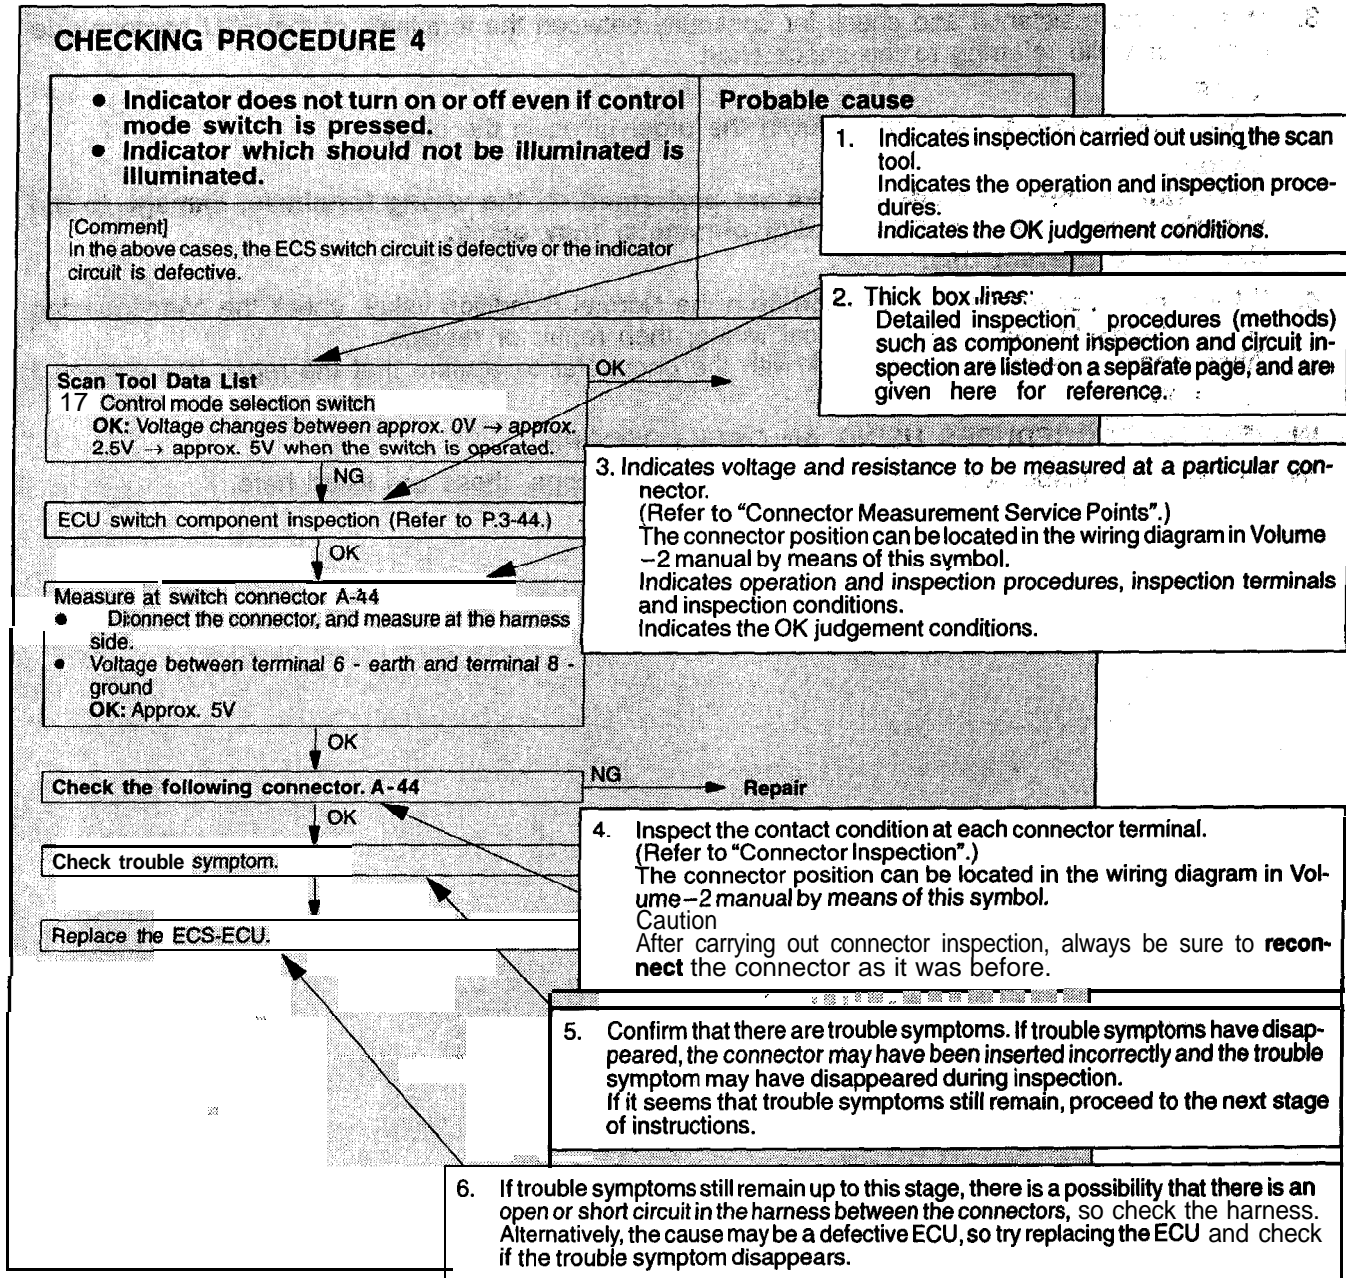 CHECKING PROCEDURE 4
● Indicator does not turn on or off even if control
mode switch is pressed.
● Indicator which should not be illuminated is
illuminated.
Probable cause
[Comment]
In the above cases, the ECS switch circuit is defective or the indicator
circuit is defective.
1. Indicates inspection carried out using the scan
tool.
Indicates the operation and inspection proce-
dures.
Indicates the OK judgement conditions.
2. Thick box lines:
Detailed inspection procedures (methods)
such as component inspection and circuit in-
spection are listed on a separate page, and are
given here for reference.
Scan Tool Data List
17 Control mode selection switch
OK: Voltage changes between approx. 0V → approx.
2.5V → approx. 5V when the switch is operated.
OK
NG
ECU switch component inspection (Refer to P.3-44.)
OK
3. Indicates voltage and resistance to be measured at a particular con-
nector.
(Refer to “Connector Measurement Service Points”.)
The connector position can be located in the wiring diagram in Volume
–2 manual by means of this symbol.
Indicates operation and inspection procedures, inspection terminals
and inspection conditions.
Indicates the OK judgement conditions.
Measure at switch connector A-44
● Dionnect the connector, and measure at the harness
side.
● Voltage between terminal 6 - earth and terminal 8 -
ground
OK: Approx. 5V
OK
Check the following connector. A-44
NG
Repair
OK
Check trouble symptom.
Replace the ECS-ECU.
4. Inspect the contact condition at each connector terminal.
(Refer to “Connector Inspection”.)
The connector position can be located in the wiring diagram in Vol-
ume–2 manual by means of this symbol.
Caution
After carrying out connector inspection, always be sure to recon-
nect the connector as it was before.
5. Confirm that there are trouble symptoms. If trouble symptoms have disap-
peared, the connector may have been inserted incorrectly and the trouble
symptom may have disappeared during inspection.
If it seems that trouble symptoms still remain, proceed to the next stage
of instructions.
6. If trouble symptoms still remain up to this stage, there is a possibility that there is an
open or short circuit in the harness between the connectors, so check the harness.
Alternatively, the cause may be a defective ECU, so try replacing the ECU and check
if the trouble symptom disappears.